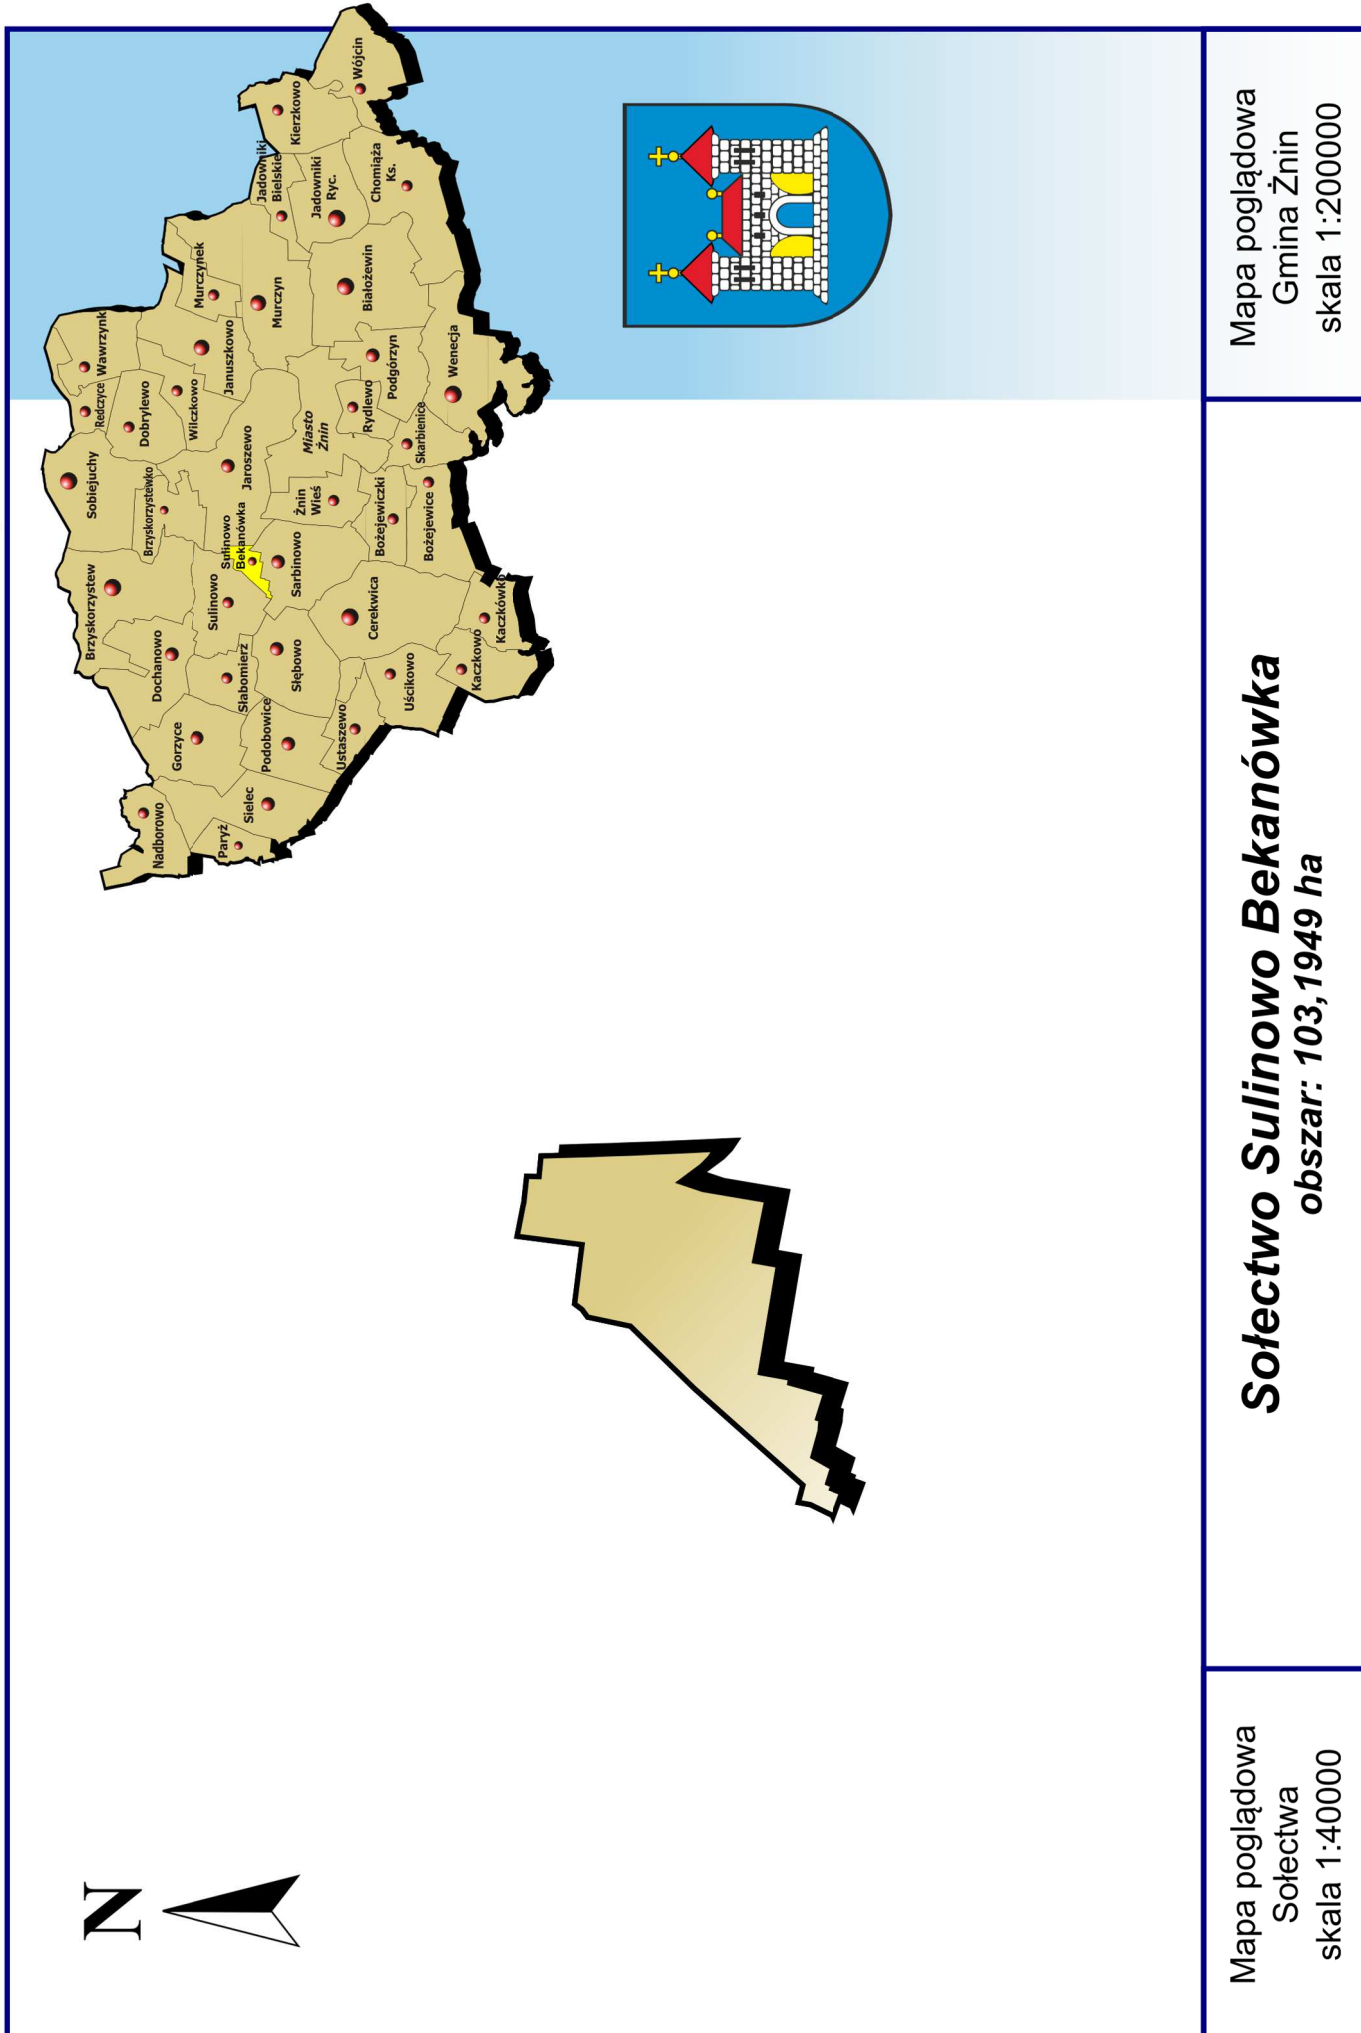 N
Nadborowo
Paryż
Sielec
Gorzyce
Podobowice
Ustaszewo
Dochanowo
Słabomierz
Słębowo
Uścikowo
Kaczkowo
Kaczkówko
Brzyskorzystew
Sulinowo
Sulinowo
Bekanówka
Sarbinowo
Cerekwica
Sobiejuchy
Brzyskorzystewko
Jaroszewo
Żnin
Wieś
Bożejewiczki
Bożejewice
Redczyce
Wawrzynk
Dobrylewo
Wilczkowo
Januszkowo
Miasto
Żnin
Rydlewo
Podgórzyn
Skarbienice
Wenecja
Murczynek
Murczyn
Białożewin
Jadowniki
Bielskie
Jadowniki
Ryc.
Chomiąża
Ks.
Kierzkowo
Wójcin
Mapa poglądowa
Sołectwa
skala 1:40000
Sołectwo Sulinowo Bekanówka
obszar: 103,1949 ha
Mapa poglądowa
Gmina Żnin
skala 1:200000